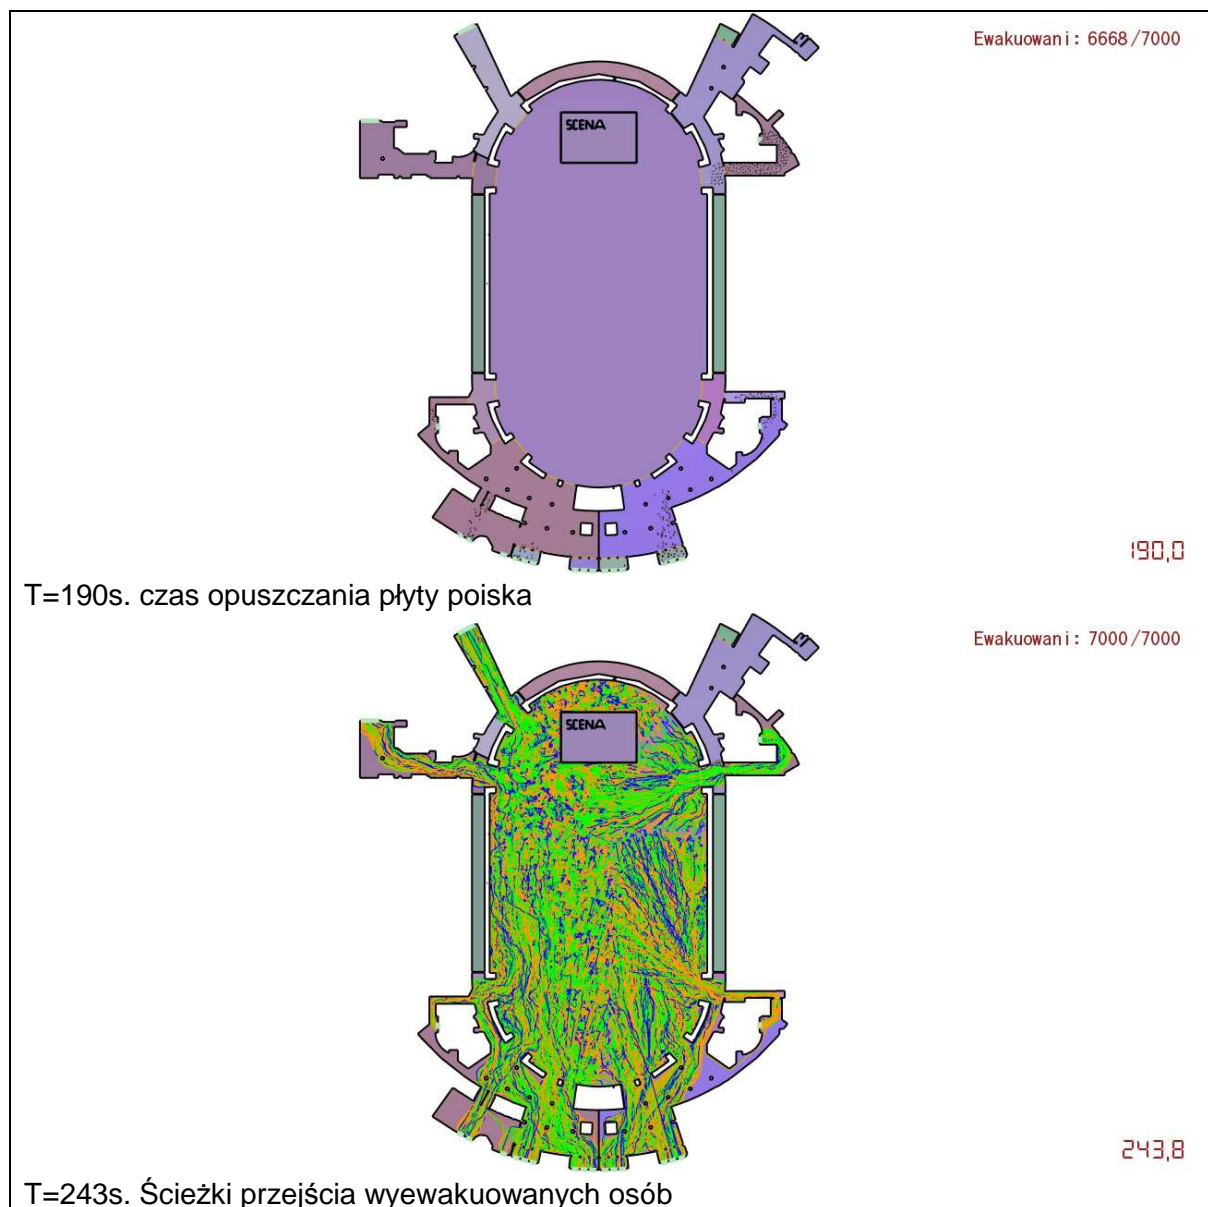 Ewakuowani: 6668/7000
SCENA
190,0
T=190s. czas opuszczania płyty poiska
Ewakuowani: 7000/7000
SCENA
243,8
T=243s. Ścieżki przejścia wyewakuowanych osób